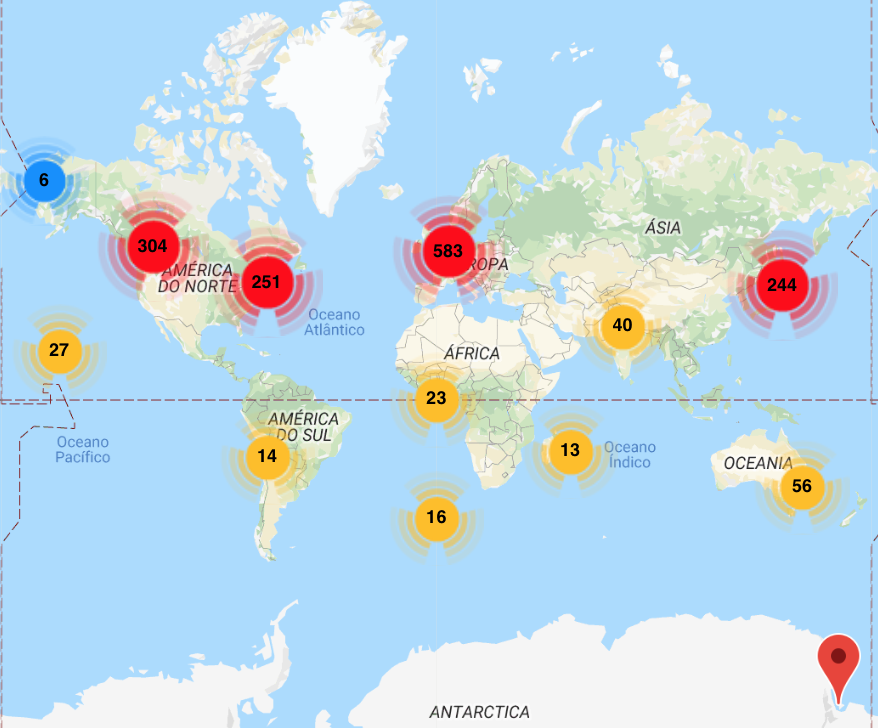 6
ÁSIA
304
583
ROPA
AMÉRICA
DO NORTE
251
244
Oceano
Atlântico
40
27
ÁFRICA
23
AMÉRICA
DO SUL
Oceano
Pacífico
14
13
Oceano
Índico
OCEANIA
56
16
ANTARCTICA